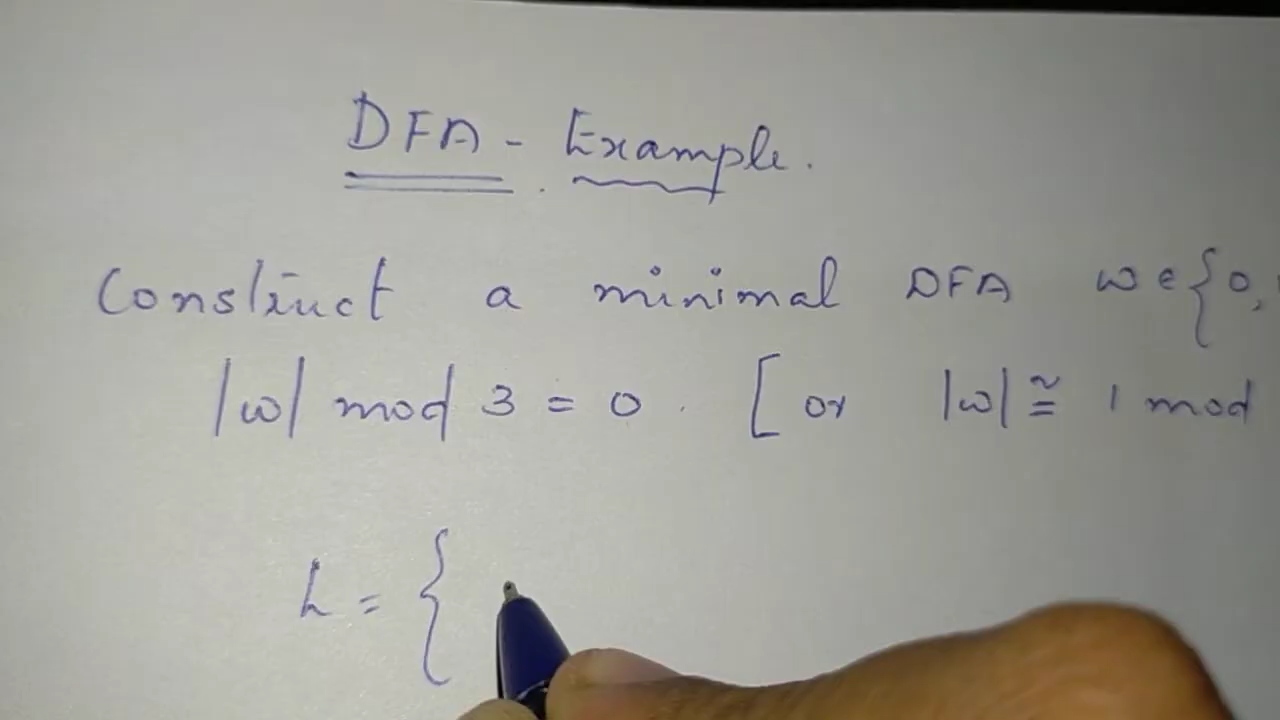 DFA - Example.
Construct a minimal DFA w ∈ {0,
|w| mod 3 = 0. [or |w| ≅ 1 mod
L = {